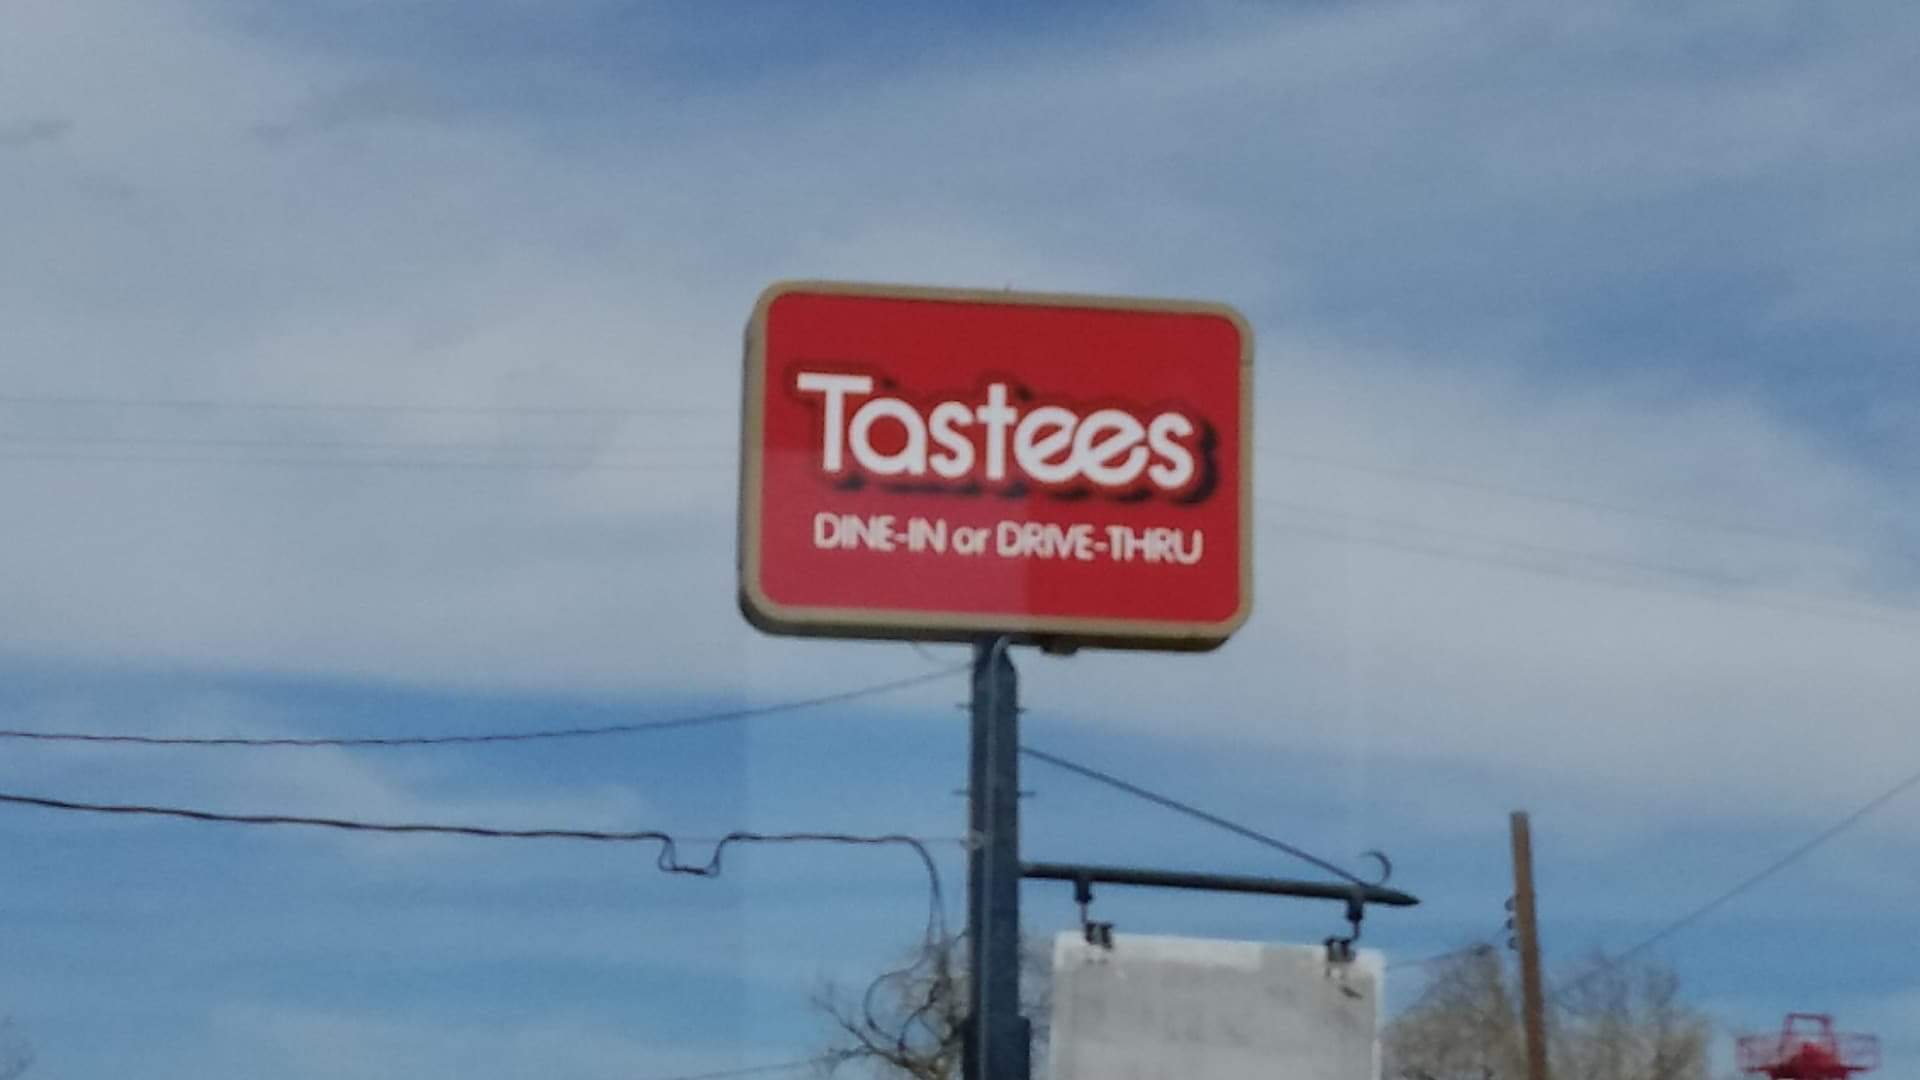 Tastees
DINE-IN or DRIVE-THRU